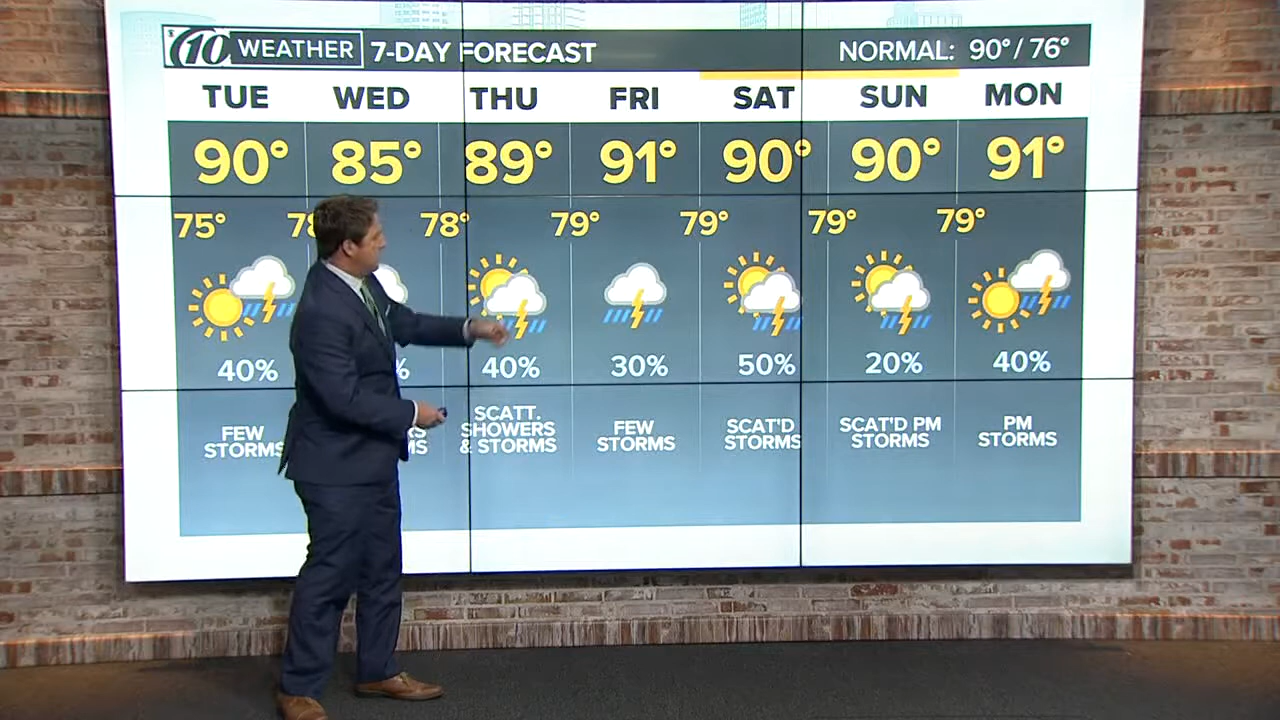 10 WEATHER 7-DAY FORECAST NORMAL: 90°/76°
TUE WED THU FRI SAT SUN MON
90° 85° 89° 91° 90° 90° 91°
75° 78° 79° 79° 79° 79°
40% % 40% 30% 50% 20% 40%
FEW STORMS
SCATT. SHOWERS & STORMS
FEW STORMS
SCAT'D STORMS
SCAT'D PM STORMS
PM STORMS